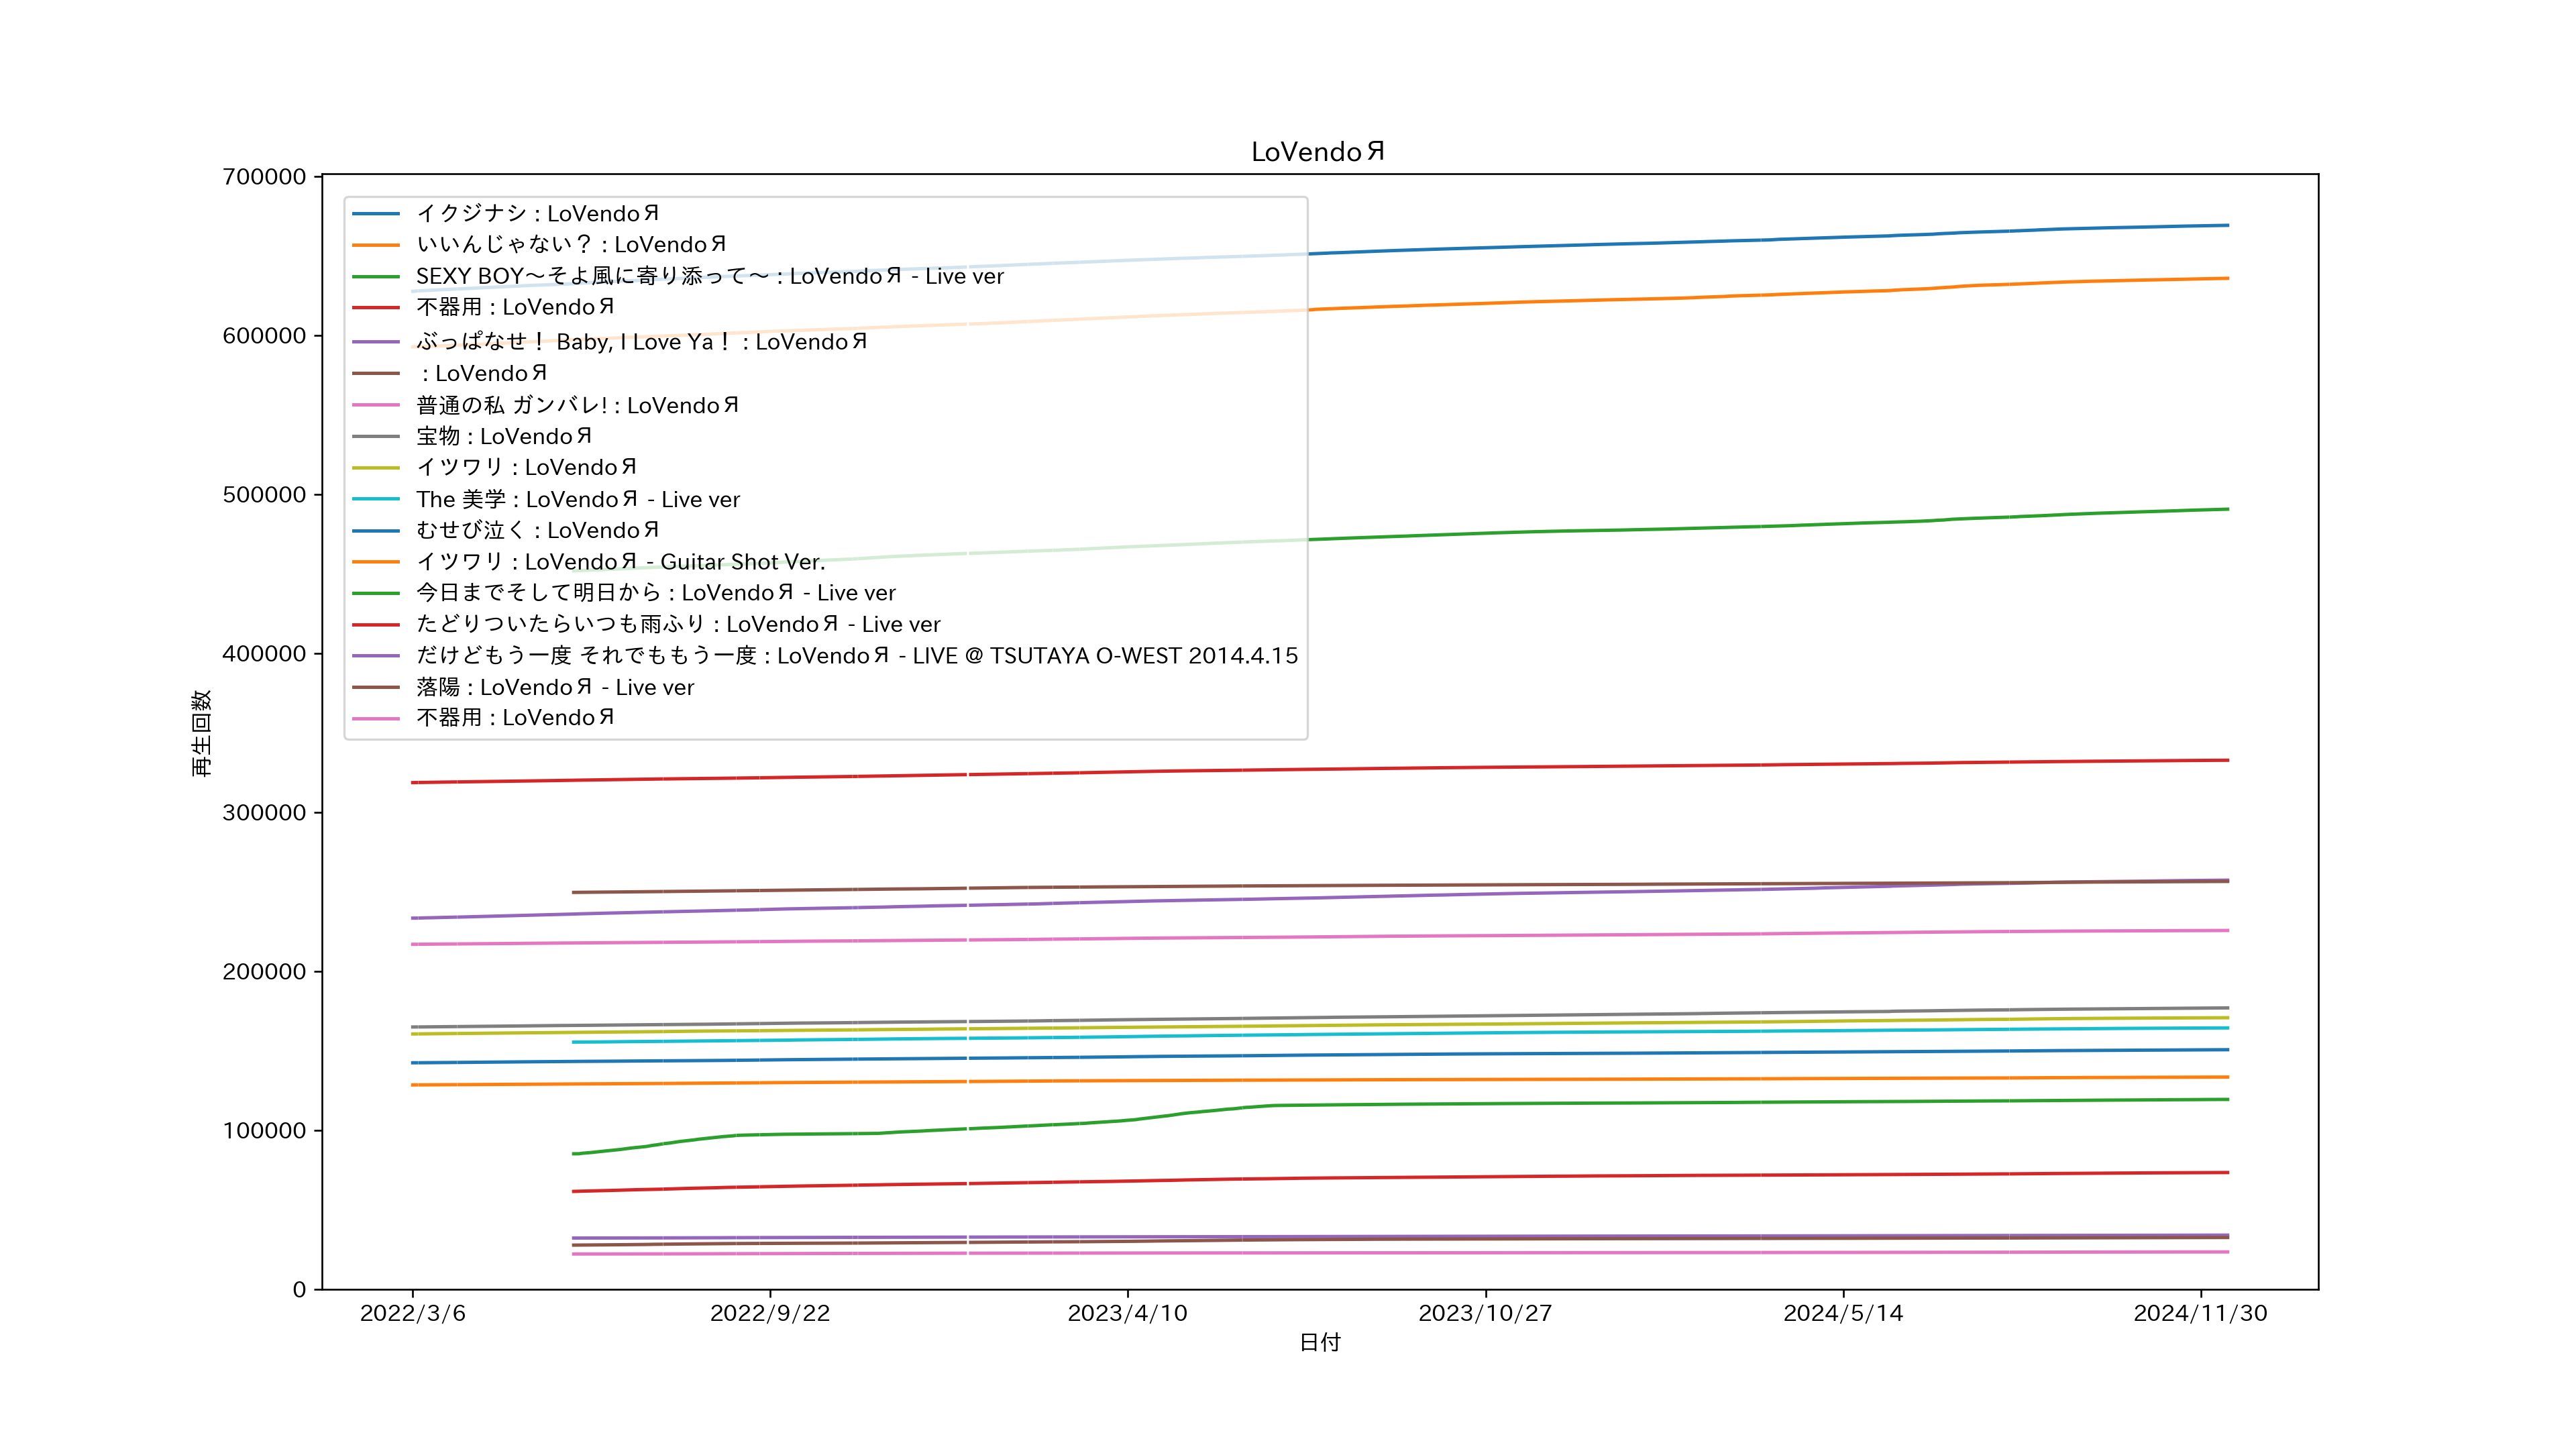 LoVendoЯ
700000
600000
500000
400000
300000
200000
100000
0
再生回数
イクジナシ : LoVendoЯ
いいんじゃない？ : LoVendoЯ
SEXY BOY～そよ風に寄り添って～ : LoVendoЯ - Live ver
不器用 : LoVendoЯ
ぶっぱなせ！ Baby, I Love Ya！ : LoVendoЯ
: LoVendoЯ
普通の私 ガンバレ! : LoVendoЯ
宝物 : LoVendoЯ
イツワリ : LoVendoЯ
The 美学 : LoVendoЯ - Live ver
むせび泣く : LoVendoЯ
イツワリ : LoVendoЯ - Guitar Shot Ver.
今日までそして明日から : LoVendoЯ - Live ver
たどりついたらいつも雨ふり : LoVendoЯ - Live ver
だけどもう一度 それでももう一度 : LoVendoЯ - LIVE @ TSUTAYA O-WEST 2014.4.15
落陽 : LoVendoЯ - Live ver
不器用 : LoVendoЯ
2022/3/6
2022/9/22
2023/4/10
2023/10/27
2024/5/14
2024/11/30
日付